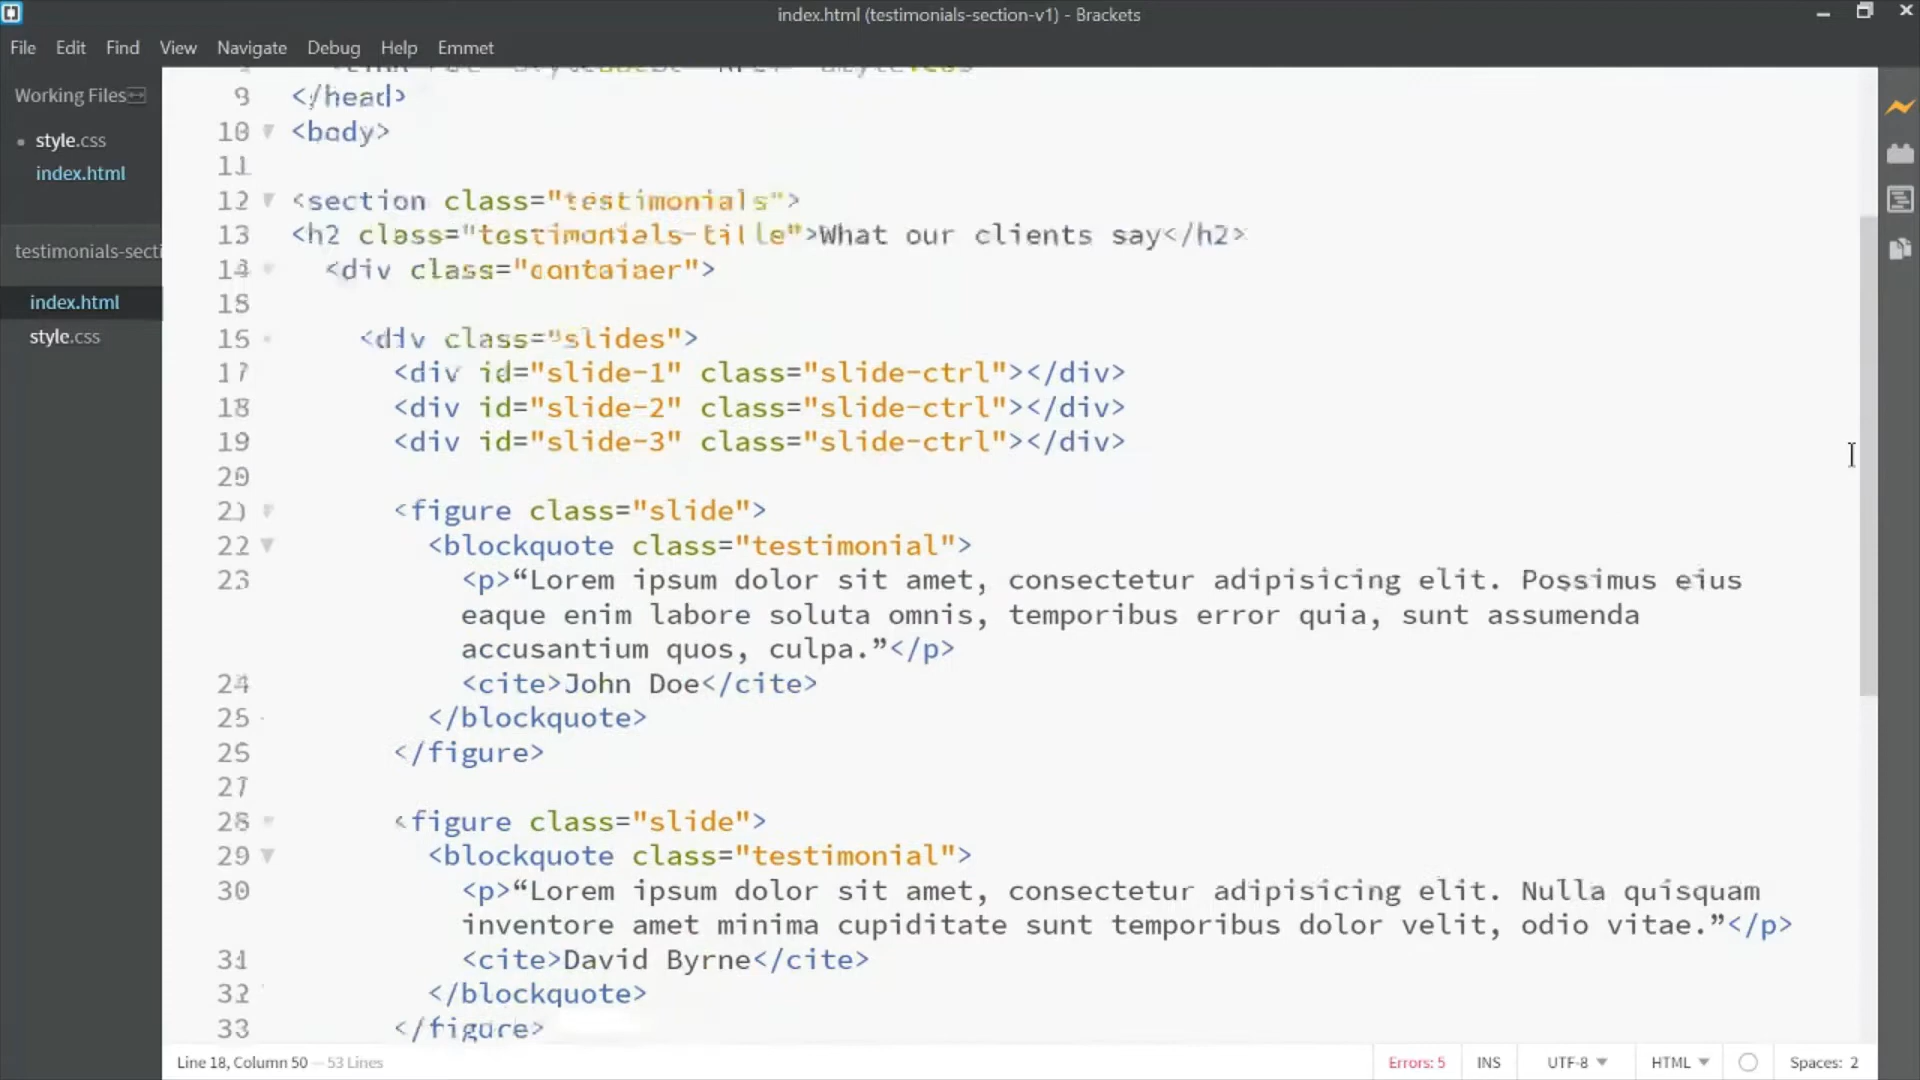 index.html (testimonials-section-v1) - Brackets
File Edit Find View Navigate Debug Help Emmet
Working Files
style.css
index.html
testimonials-secti
index.html
style.css
9 </head>
10 <body>
11
12 <section class="testimonials">
13 <h2 class="testimonials-title">What our clients say</h2>
14 <div class="container">
15
16 <div class="slides">
17 <div id="slide-1" class="slide-ctrl"></div>
18 <div id="slide-2" class="slide-ctrl"></div>
19 <div id="slide-3" class="slide-ctrl"></div>
20
21 <figure class="slide">
22 <blockquote class="testimonial">
23 <p>“Lorem ipsum dolor sit amet, consectetur adipisicing elit. Possimus eius
eaque enim labore soluta omnis, temporibus error quia, sunt assumenda
accusantium quos, culpa.”</p>
24 <cite>John Doe</cite>
25 </blockquote>
26 </figure>
27
28 <figure class="slide">
29 <blockquote class="testimonial">
30 <p>“Lorem ipsum dolor sit amet, consectetur adipisicing elit. Nulla quisquam
inventore amet minima cupiditate sunt temporibus dolor velit, odio vitae.”</p>
31 <cite>David Byrne</cite>
32 </blockquote>
33 </figure>
Line 18, Column 50 — 53 Lines
Errors: 5 INS UTF-8 HTML Spaces: 2